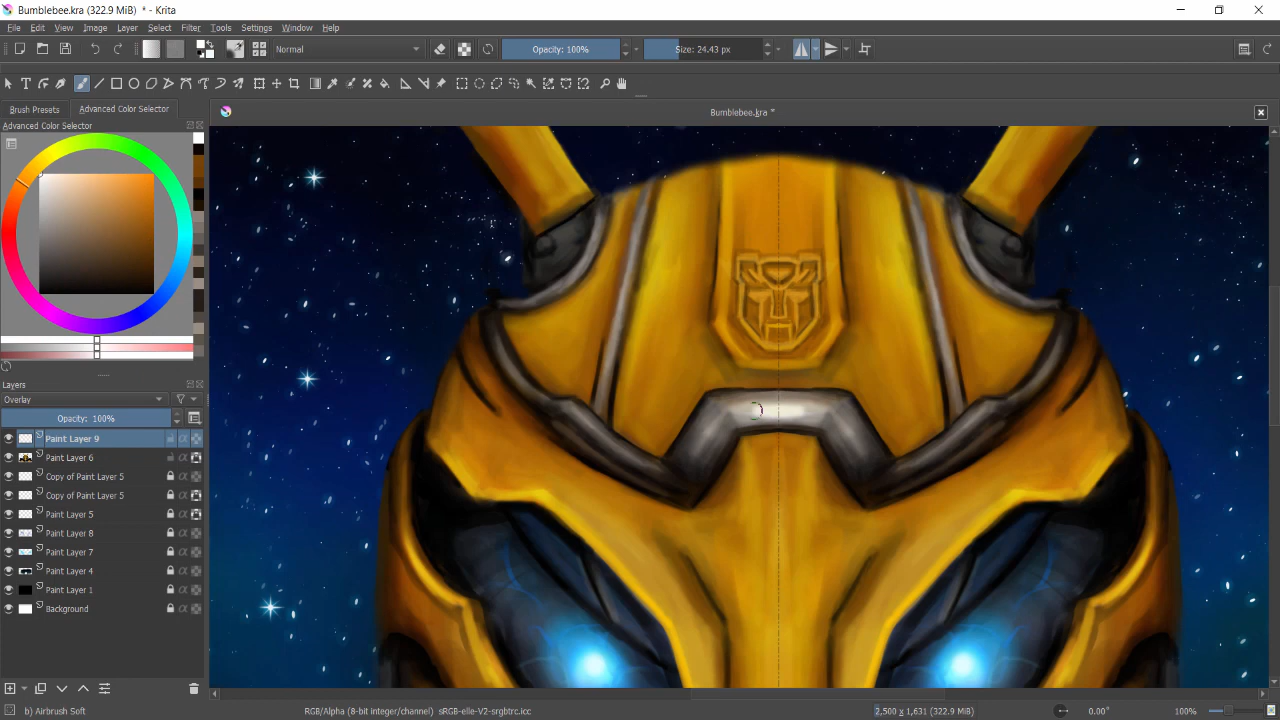 Bumblebee.kra (322.9 MiB) * - Krita
File Edit View Image Layer Select Filter Tools Settings Window Help
Normal Opacity: 100% Size: 24.43 px
Brush Presets Advanced Color Selector
Bumblebee.kra *
Advanced Color Selector
Layers
Overlay
Opacity: 100%
Paint Layer 9
Paint Layer 6
Copy of Paint Layer 5
Copy of Paint Layer 5
Paint Layer 5
Paint Layer 8
Paint Layer 7
Paint Layer 4
Paint Layer 1
Background
b) Airbrush Soft RGB/Alpha (8-bit integer/channel) sRGB-elle-V2-srgbtrc.icc 2,500 x 1,631 (322.9 MiB) 0.00° 100%